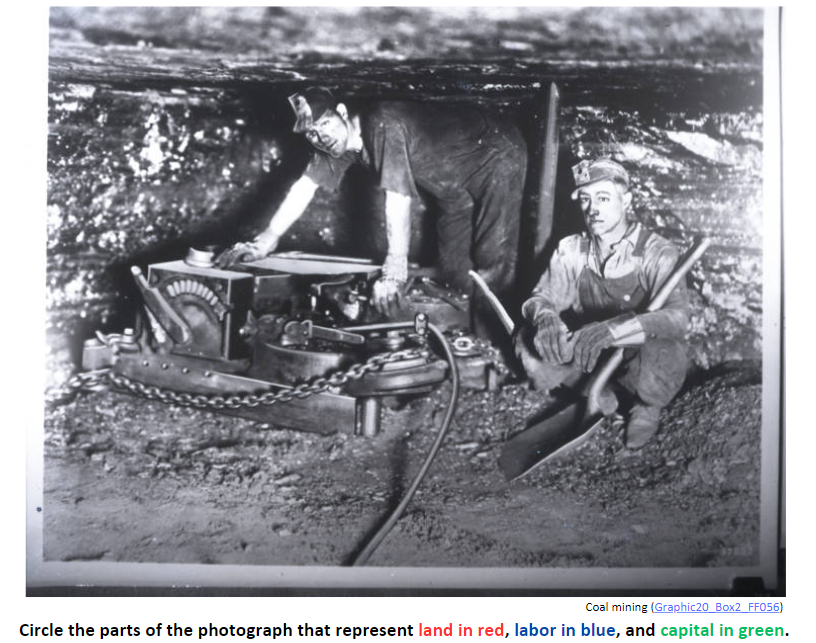 Coal mining (Graphic20_Box2_FF056)
Circle the parts of the photograph that represent land in red, labor in blue, and capital in green.